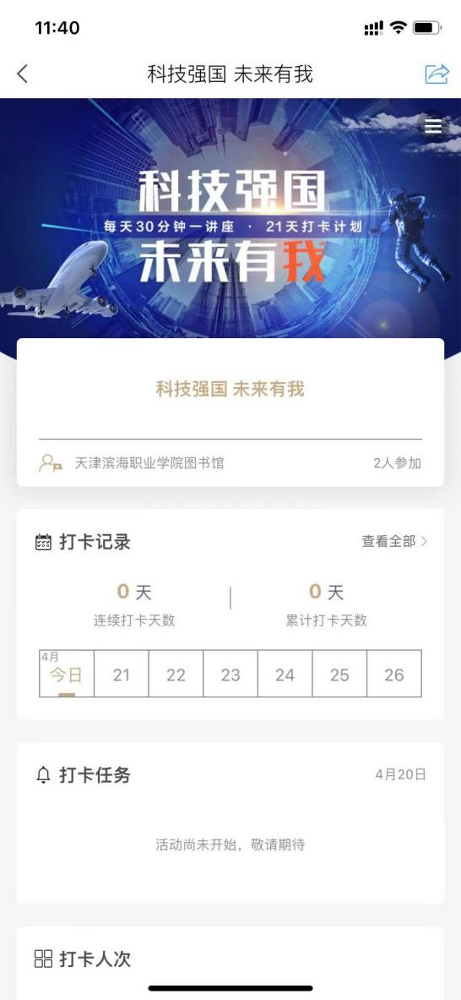 11:40
科技强国 未来有我
科技强国
每天30分钟一讲座 · 21天打卡计划
未来有我
科技强国 未来有我
天津滨海职业学院图书馆 2人参加
打卡记录 查看全部
0 天 0 天
连续打卡天数 累计打卡天数
4月
今日 21 22 23 24 25 26
打卡任务 4月20日
活动尚未开始，敬请期待
打卡人次